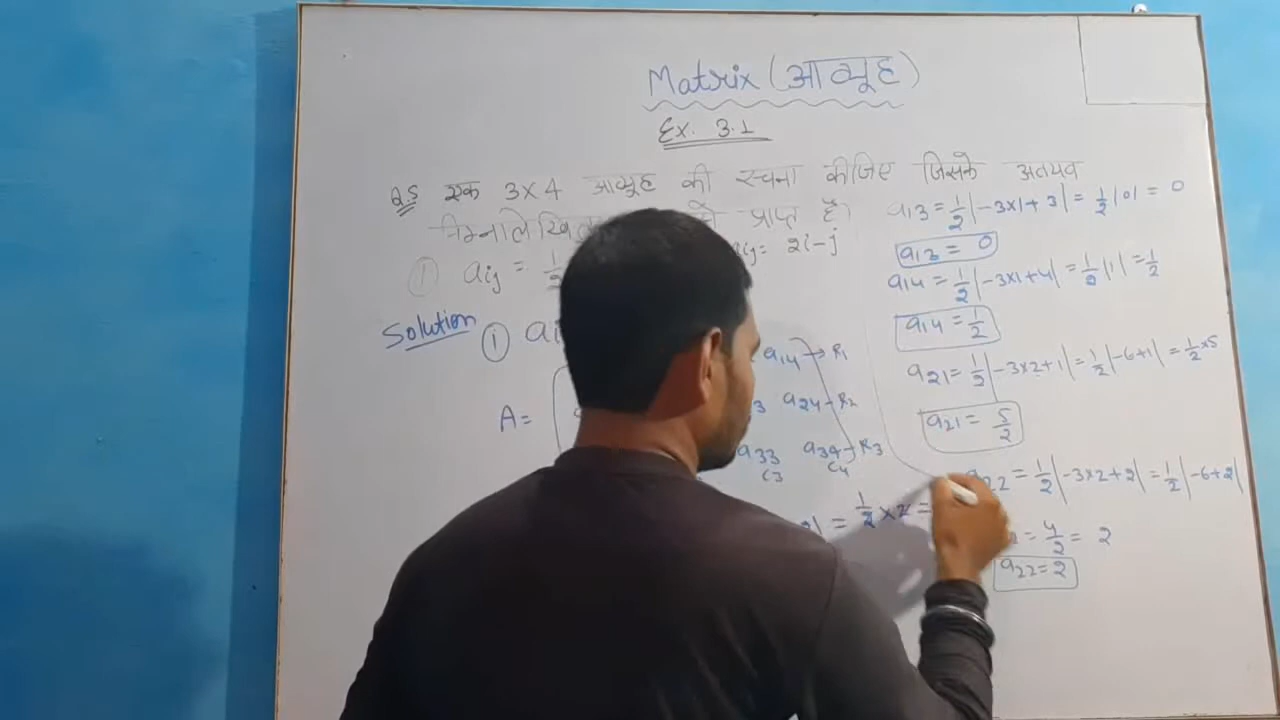 Matrix (आव्यूह)
Ex. 3.1
Q.5 एक 3×4 आव्यूह की रचना कीजिए जिसके अवयव
प्राप्त है।
① aij = 1/2
aij = 2i-j
Solution ① a
A =
a14 → R1
a24 → R2
a33 a34 → R3
C3 C4
= 1/2 × 2 =
a13 = 1/2 |-3×1+3| = 1/2 |0| = 0
a13 = 0
a14 = 1/2 |-3×1+4| = 1/2 |1| = 1/2
a14 = 1/2
a21 = 1/2 |-3×2+1| = 1/2 |-6+1| = 1/2 × 5
a21 = 5/2
a22 = 1/2 |-3×2+2| = 1/2 |-6+2|
= 4/2 = 2
a22 = 2